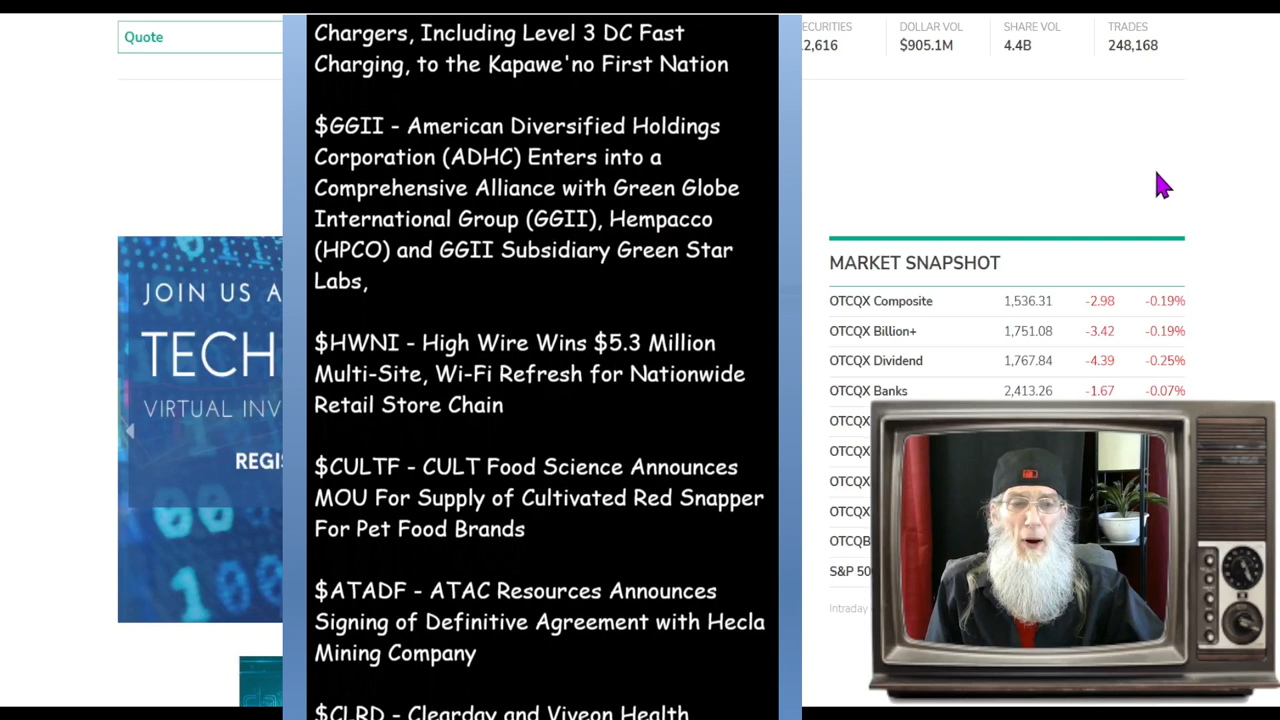 Quote
Chargers, Including Level 3 DC Fast
Charging, to the Kapawe'no First Nation
$GGII - American Diversified Holdings
Corporation (ADHC) Enters into a
Comprehensive Alliance with Green Globe
International Group (GGII), Hempacco
(HPCO) and GGII Subsidiary Green Star
Labs,
$HWNI - High Wire Wins $5.3 Million
Multi-Site, Wi-Fi Refresh for Nationwide
Retail Store Chain
$CULTF - CULT Food Science Announces
MOU For Supply of Cultivated Red Snapper
For Pet Food Brands
$ATADF - ATAC Resources Announces
Signing of Definitive Agreement with Hecla
Mining Company
$CLRD - Clearday and Viveon Health
ECURITIES DOLLAR VOL SHARE VOL TRADES
2,616 $905.1M 4.4B 248,168
JOIN US A
TECH
VIRTUAL INV
REGI
MARKET SNAPSHOT
OTCQX Composite 1,536.31 -2.98 -0.19%
OTCQX Billion+ 1,751.08 -3.42 -0.19%
OTCQX Dividend 1,767.84 -4.39 -0.25%
OTCQX Banks 2,413.26 -1.67 -0.07%
OTCQX
OTCQX
OTCQX
OTCQX
OTCQB
S&P 50
Intraday